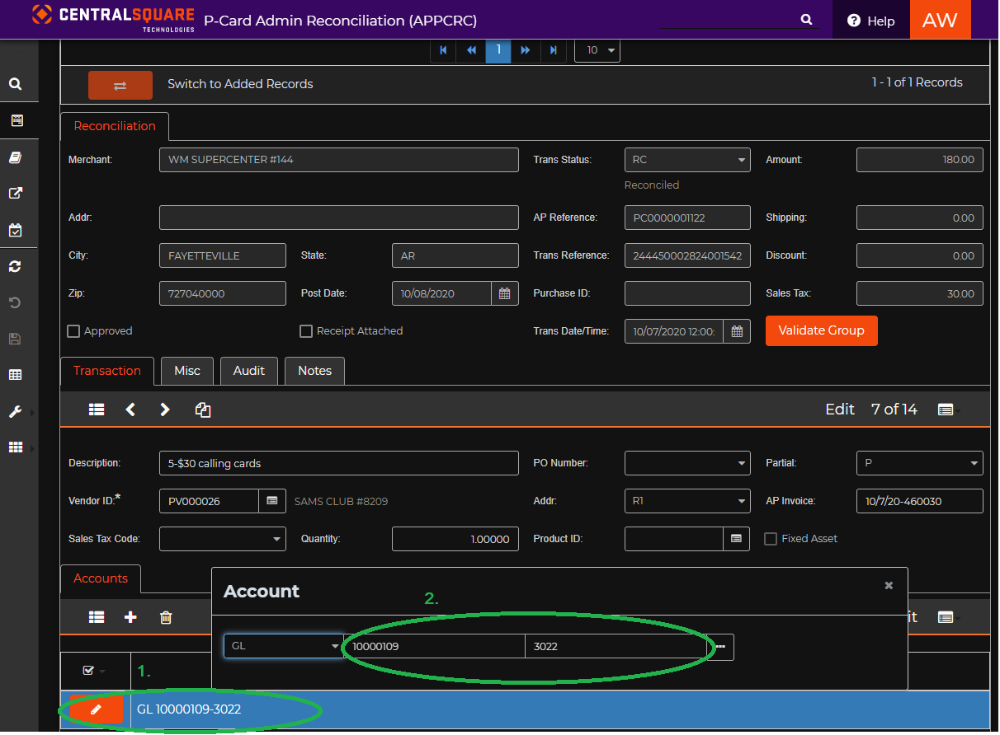 CENTRALSQUARE TECHNOLOGIES P-Card Admin Reconciliation (APPCRC) Help AW
1 10
Switch to Added Records 1 - 1 of 1 Records
Reconciliation
Merchant: WM SUPERCENTER #144 Trans Status: RC Amount: 180.00
Reconciled
Addr: AP Reference: PC0000001122 Shipping: 0.00
City: FAYETTEVILLE State: AR Trans Reference: 244450002824001542 Discount: 0.00
Zip: 727040000 Post Date: 10/08/2020 Purchase ID: Sales Tax: 30.00
Approved Receipt Attached Trans Date/Time: 10/07/2020 12:00: Validate Group
Transaction Misc Audit Notes
Edit 7 of 14
Description: 5-$30 calling cards PO Number: Partial: P
Vendor ID:* PV000026 SAMS CLUB #8209 Addr: R1 AP Invoice: 10/7/20-460030
Sales Tax Code: Quantity: 1.00000 Product ID: Fixed Asset
Accounts
Account
2.
it
GL 10000109 3022
1.
GL 10000109-3022